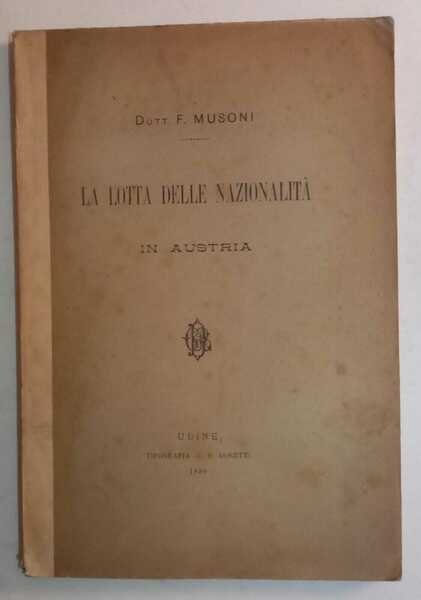 DOTT. F. MUSONI
LA LOTTA DELLE NAZIONALITÀ
IN AUSTRIA
UDINE,
TIPOGRAFIA